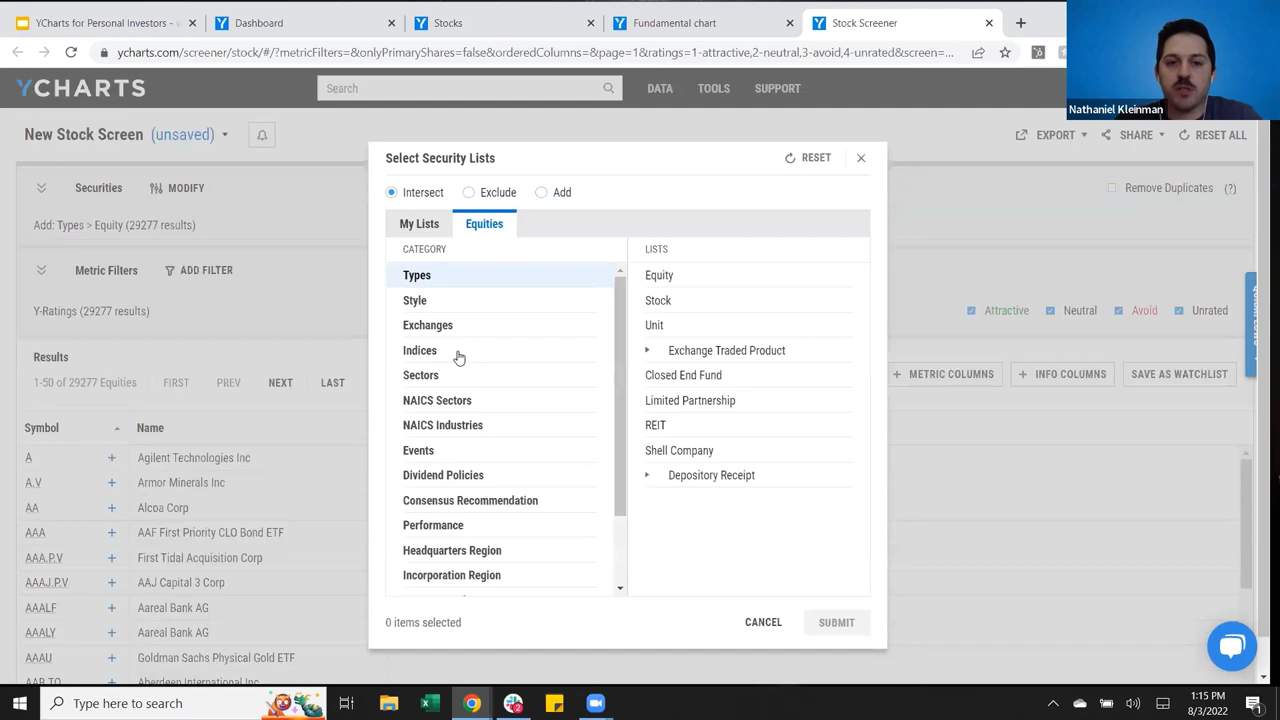 YCharts for Personal Investors - v
Dashboard
Stocks
Fundamental chart
Stock Screener
ycharts.com/screener/stock/#/?metricFilters=&onlyPrimaryShares=false&orderedColumns=&page=1&ratings=1-attractive,2-neutral,3-avoid,4-unrated&screen=...
Nathaniel Kleinman
YCHARTS
Search
DATA
TOOLS
SUPPORT
New Stock Screen (unsaved)
EXPORT
SHARE
RESET ALL
Securities
MODIFY
Remove Duplicates (?)
Add: Types > Equity (29277 results)
Metric Filters
ADD FILTER
Y-Ratings (29277 results)
Attractive
Neutral
Avoid
Unrated
Results
1-50 of 29277 Equities
FIRST
PREV
NEXT
LAST
+ METRIC COLUMNS
+ INFO COLUMNS
SAVE AS WATCHLIST
Symbol
Name
A + Agilent Technologies Inc
A.V + Armor Minerals Inc
AA + Alcoa Corp
AAA + AAF First Priority CLO Bond ETF
AAA.P.V + First Tidal Acquisition Corp
AAAJ.P.V + AAJ Capital 3 Corp
AAALF + Aareal Bank AG
AAALY + Aareal Bank AG
AAAU + Goldman Sachs Physical Gold ETF
AAB.TO + Aberdeen International Inc
Select Security Lists
RESET
Intersect
Exclude
Add
My Lists
Equities
CATEGORY
Types
Style
Exchanges
Indices
Sectors
NAICS Sectors
NAICS Industries
Events
Dividend Policies
Consensus Recommendation
Performance
Headquarters Region
Incorporation Region
LISTS
Equity
Stock
Unit
Exchange Traded Product
Closed End Fund
Limited Partnership
REIT
Shell Company
Depository Receipt
0 items selected
CANCEL
SUBMIT
Type here to search
1:15 PM
8/3/2022